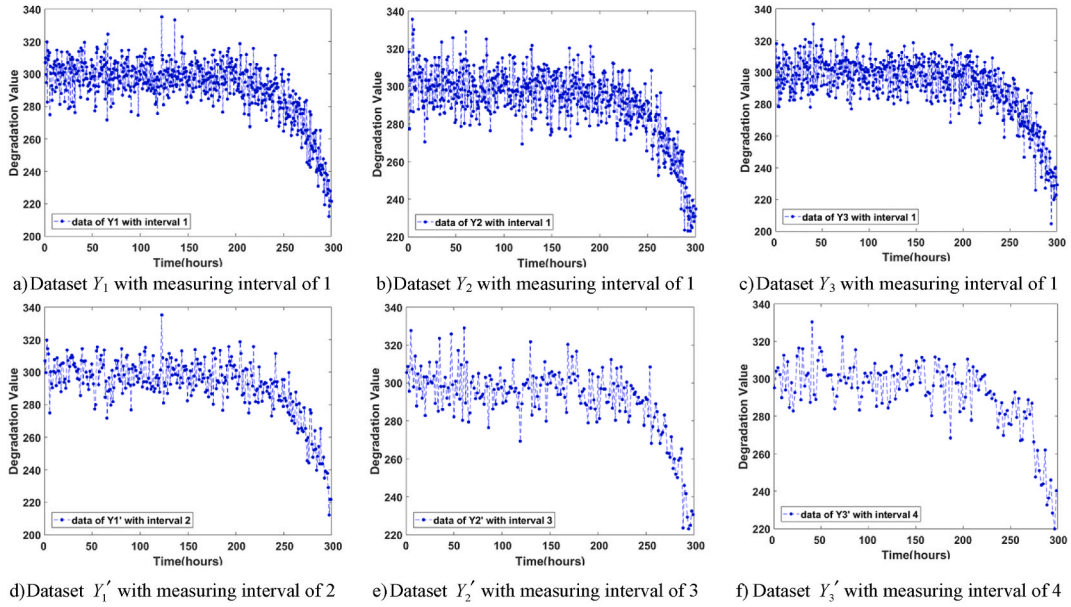 340
320
300
280
260
240
220
200
Degradation Value
data of Y1 with interval 1
0 50 100 150 200 250 300
Time(hours)
a) Dataset Y1 with measuring interval of 1
340
320
300
280
260
240
220
Degradation Value
data of Y2 with interval 1
0 50 100 150 200 250 300
Time(hours)
b) Dataset Y2 with measuring interval of 1
340
320
300
280
260
240
220
200
Degradation Value
data of Y3 with interval 1
0 50 100 150 200 250 300
Time(hours)
c) Dataset Y3 with measuring interval of 1
340
320
300
280
260
240
220
200
Degradation Value
data of Y1' with interval 2
0 50 100 150 200 250 300
Time(hours)
d) Dataset Y1′ with measuring interval of 2
340
320
300
280
260
240
220
Degradation Value
data of Y2' with interval 3
0 50 100 150 200 250 300
Time(hours)
e) Dataset Y2′ with measuring interval of 3
340
320
300
280
260
240
220
Degradation Value
data of Y3' with interval 4
0 50 100 150 200 250 300
Time(hours)
f) Dataset Y3′ with measuring interval of 4